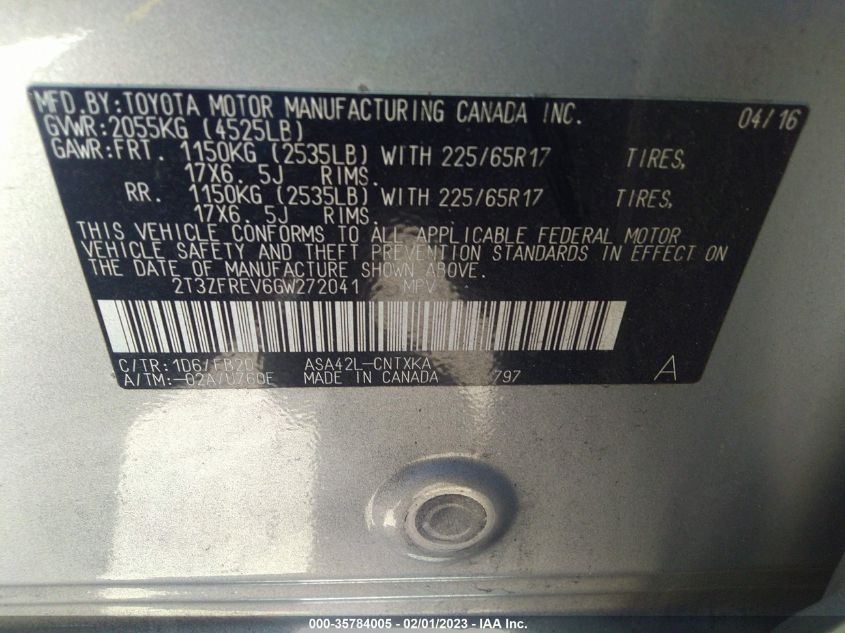 MFD.BY:TOYOTA MOTOR MANUFACTURING CANADA INC. 04/16
GVWR:2055KG (4525LB)
GAWR:FRT. 1150KG (2535LB) WITH 225/65R17 TIRES,
17X6. 5J RIMS.
RR. 1150KG (2535LB) WITH 225/65R17 TIRES,
17X6. 5J RIMS.
THIS VEHICLE CONFORMS TO ALL APPLICABLE FEDERAL MOTOR
VEHICLE SAFETY AND THEFT PREVENTION STANDARDS IN EFFECT ON
THE DATE OF MANUFACTURE SHOWN ABOVE.
2T3ZFREV6GW272041 MPV
C/TR:1D6/FB20 ASA42L-CNTXKA
A/TM:-02A/U760E MADE IN CANADA 797 A
000-35784005 - 02/01/2023 - IAA Inc.